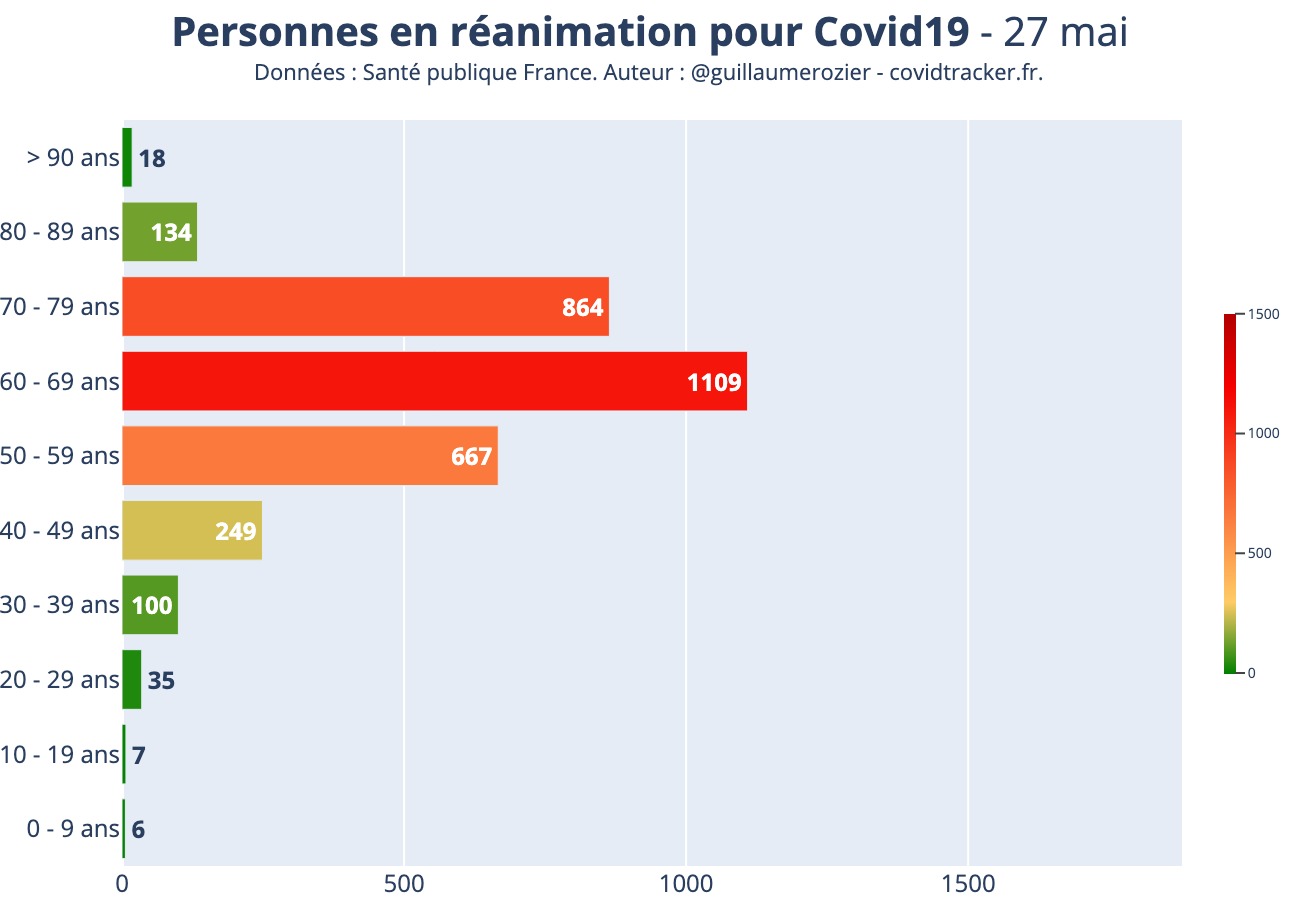 Personnes en réanimation pour Covid19 - 27 mai
Données : Santé publique France. Auteur : @guillaumerozier - covidtracker.fr.
> 90 ans 18
80 - 89 ans 134
70 - 79 ans 864
60 - 69 ans 1109
50 - 59 ans 667
40 - 49 ans 249
30 - 39 ans 100
20 - 29 ans 35
10 - 19 ans 7
0 - 9 ans 6
0 500 1000 1500
1500
1000
500
0